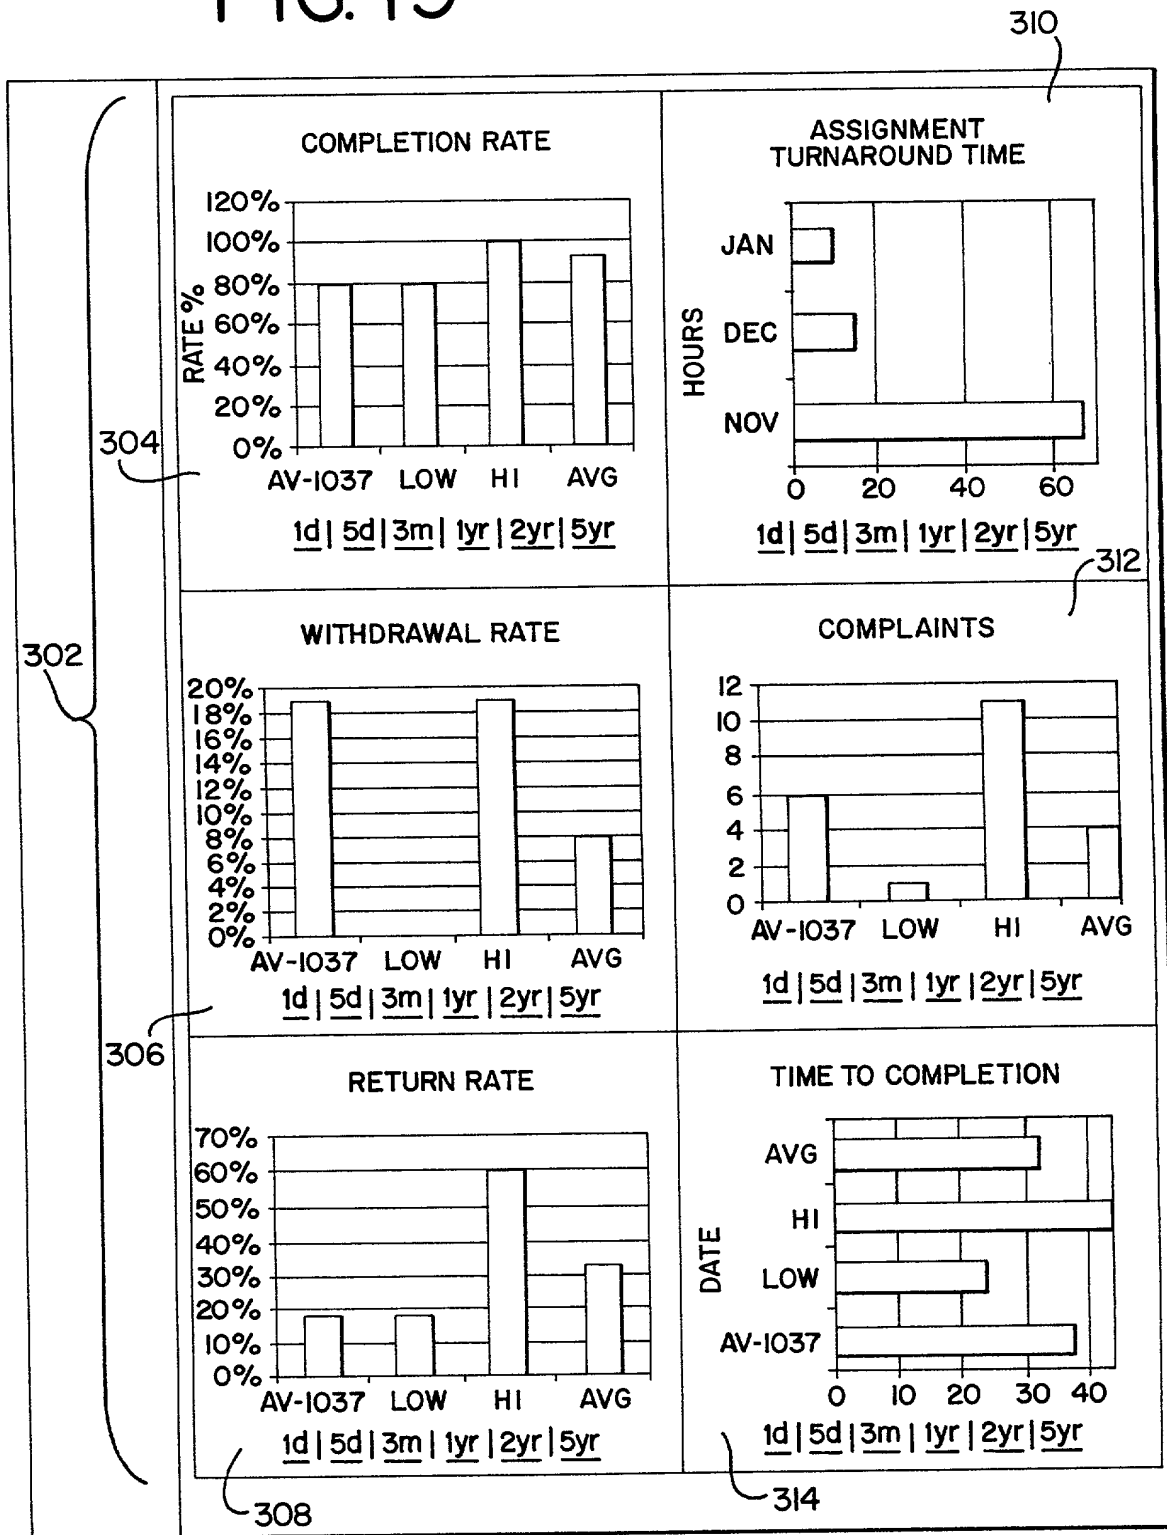 FIG. 19
310
COMPLETION RATE
120%
100%
80%
60%
40%
20%
0%
RATE %
AV-1037 LOW HI AVG
1d | 5d | 3m | 1yr | 2yr | 5yr
304
ASSIGNMENT
TURNAROUND TIME
HOURS
JAN
DEC
NOV
0 20 40 60
1d | 5d | 3m | 1yr | 2yr | 5yr
312
302
WITHDRAWAL RATE
20%
18%
16%
14%
12%
10%
8%
6%
4%
2%
0%
AV-1037 LOW HI AVG
1d | 5d | 3m | 1yr | 2yr | 5yr
306
COMPLAINTS
12
10
8
6
4
2
0
AV-1037 LOW HI AVG
1d | 5d | 3m | 1yr | 2yr | 5yr
RETURN RATE
70%
60%
50%
40%
30%
20%
10%
0%
AV-1037 LOW HI AVG
1d | 5d | 3m | 1yr | 2yr | 5yr
308
TIME TO COMPLETION
DATE
AVG
HI
LOW
AV-1037
0 10 20 30 40
1d | 5d | 3m | 1yr | 2yr | 5yr
314